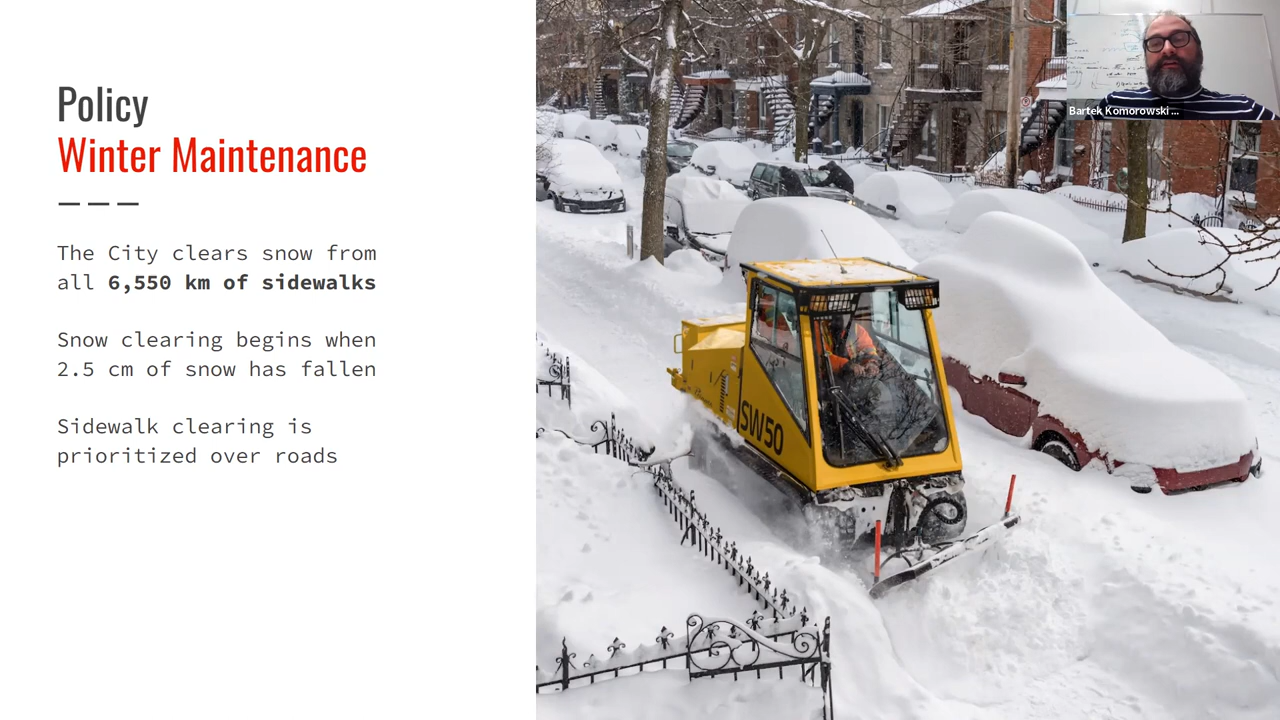 Policy
Winter Maintenance
The City clears snow from
all 6,550 km of sidewalks
Snow clearing begins when
2.5 cm of snow has fallen
Sidewalk clearing is
prioritized over roads
SW50
Bartek Komorowski ...